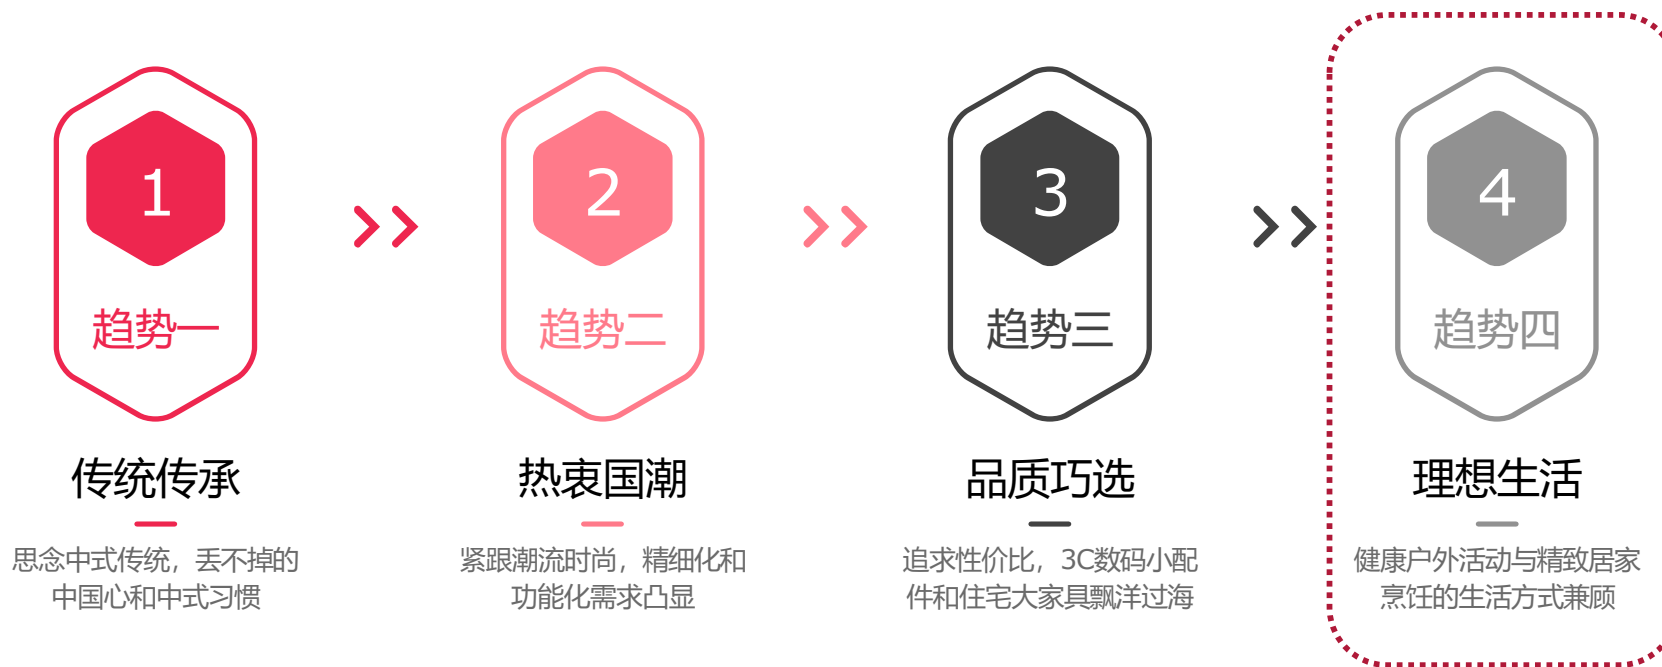 1
趋势一
传统传承
思念中式传统，丢不掉的
中国心和中式习惯
2
趋势二
热衷国潮
紧跟潮流时尚，精细化和
功能化需求凸显
3
趋势三
品质巧选
追求性价比，3C数码小配
件和住宅大家具飘洋过海
4
趋势四
理想生活
健康户外活动与精致居家
烹饪的生活方式兼顾